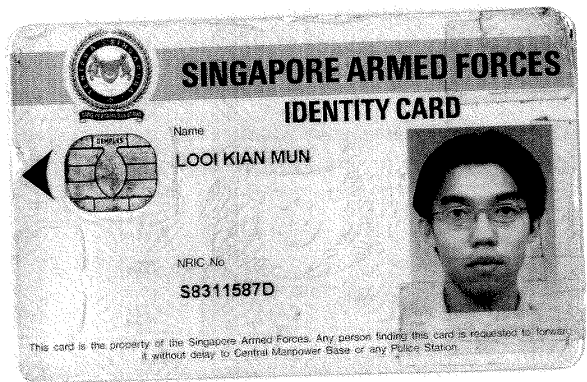 SINGAPORE ARMED FORCES
IDENTITY CARD
Name
LOOI KIAN MUN
NRIC No
S8311587D
This card is the property of the Singapore Armed Forces. Any person finding this card is requested to forward
it without delay to Central Manpower Base or any Police Station.